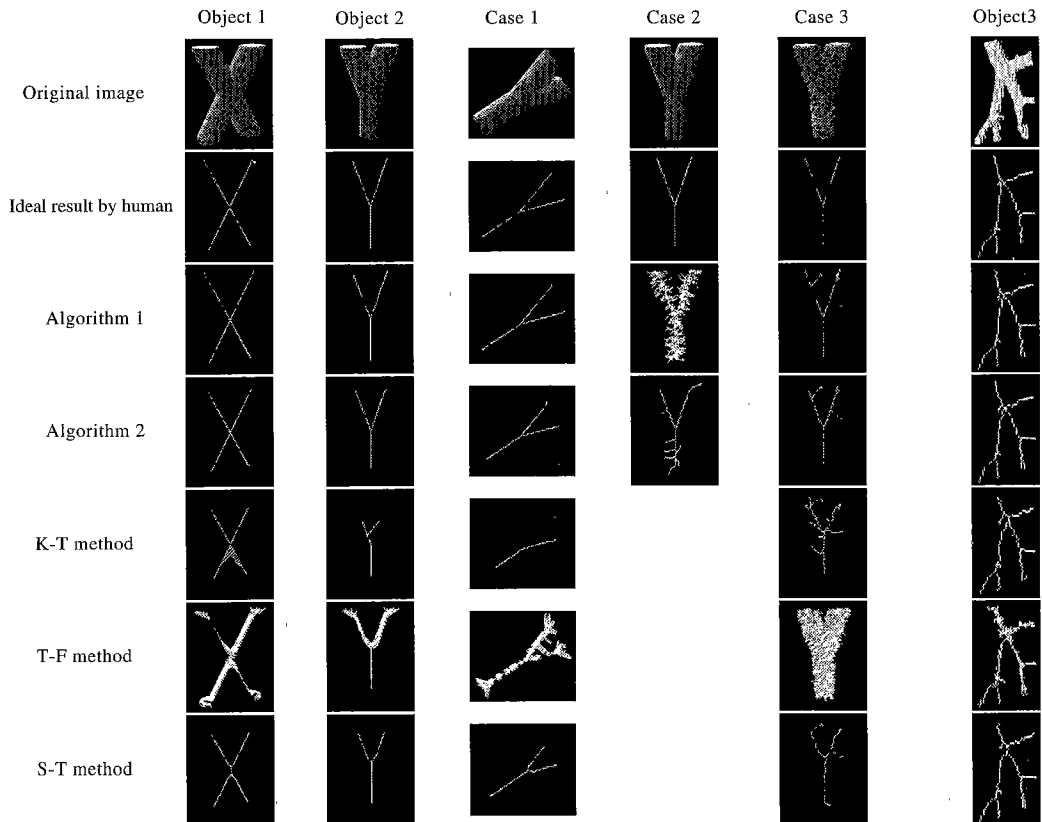 Object 1 Object 2 Case 1 Case 2 Case 3 Object3
Original image
Ideal result by human
Algorithm 1
Algorithm 2
K-T method
T-F method
S-T method